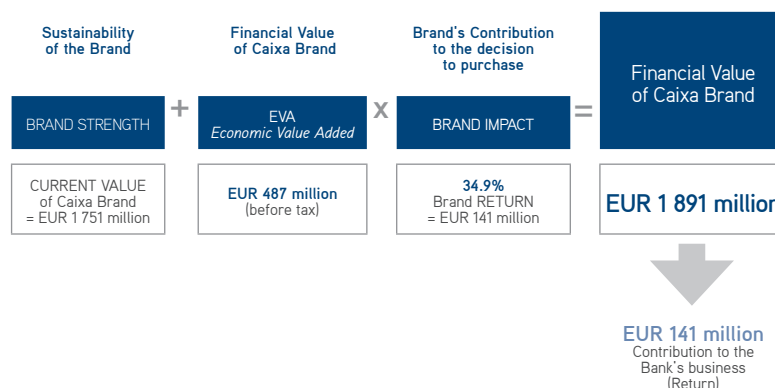 Sustainability
of the Brand
Financial Value
of Caixa Brand
Brand's Contribution
to the decision
to purchase
Financial Value
of Caixa Brand
BRAND STRENGTH
+
EVA
Economic Value Added
x
BRAND IMPACT
=
CURRENT VALUE
of Caixa Brand
= EUR 1 751 million
EUR 487 million
(before tax)
34.9%
Brand RETURN
= EUR 141 million
EUR 1 891 million
EUR 141 million
Contribution to the
Bank's business
(Return)